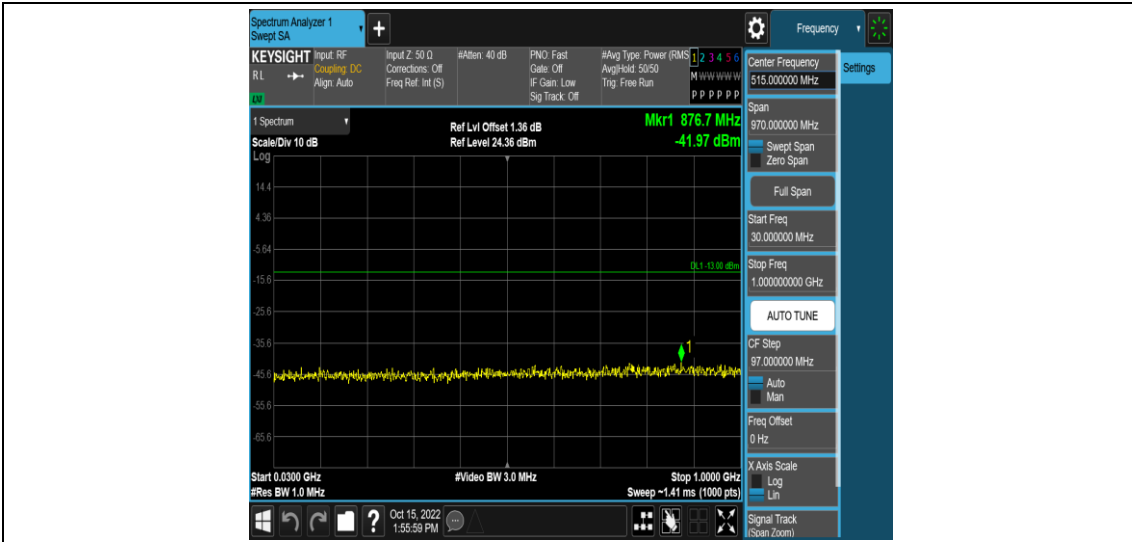 Spectrum Analyzer 1
Swept SA
+
Frequency
KEYSIGHT
RL
Input: RF
Coupling: DC
Align: Auto
Input Z: 50 Ω
Corrections: Off
Freq Ref: Int (S)
#Atten: 40 dB
PNO: Fast
Gate: Off
IF Gain: Low
Sig Track: Off
#Avg Type: Power (RMS
Avg|Hold: 50/50
Trig: Free Run
1 2 3 4 5 6
M W W W W W
P P P P P P
1 Spectrum
Scale/Div 10 dB
Log
Ref Lvl Offset 1.36 dB
Ref Level 24.36 dBm
Mkr1 876.7 MHz
-41.97 dBm
14.4
4.36
-5.64
DL1 -13.00 dBm
-15.6
-25.6
-35.6
1
-45.6
-55.6
-65.6
Start 0.0300 GHz
#Res BW 1.0 MHz
#Video BW 3.0 MHz
Stop 1.0000 GHz
Sweep ~1.41 ms (1000 pts)
?
Oct 15, 2022
1:55:59 PM
Center Frequency
515.000000 MHz
Settings
Span
970.000000 MHz
Swept Span
Zero Span
Full Span
Start Freq
30.000000 MHz
Stop Freq
1.000000000 GHz
AUTO TUNE
CF Step
97.000000 MHz
Auto
Man
Freq Offset
0 Hz
X Axis Scale
Log
Lin
Signal Track
(Span Zoom)